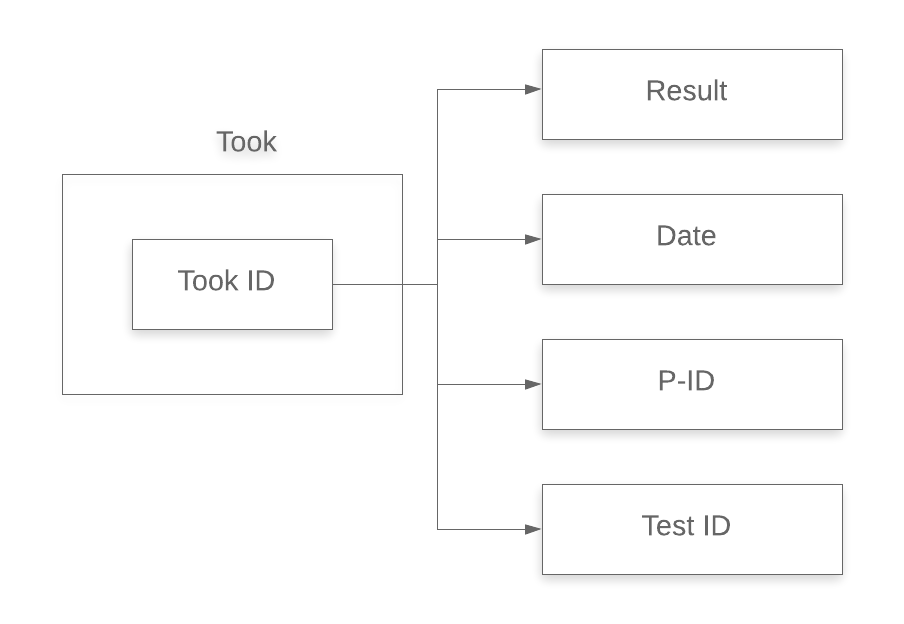 Took
Took ID
Result
Date
P-ID
Test ID